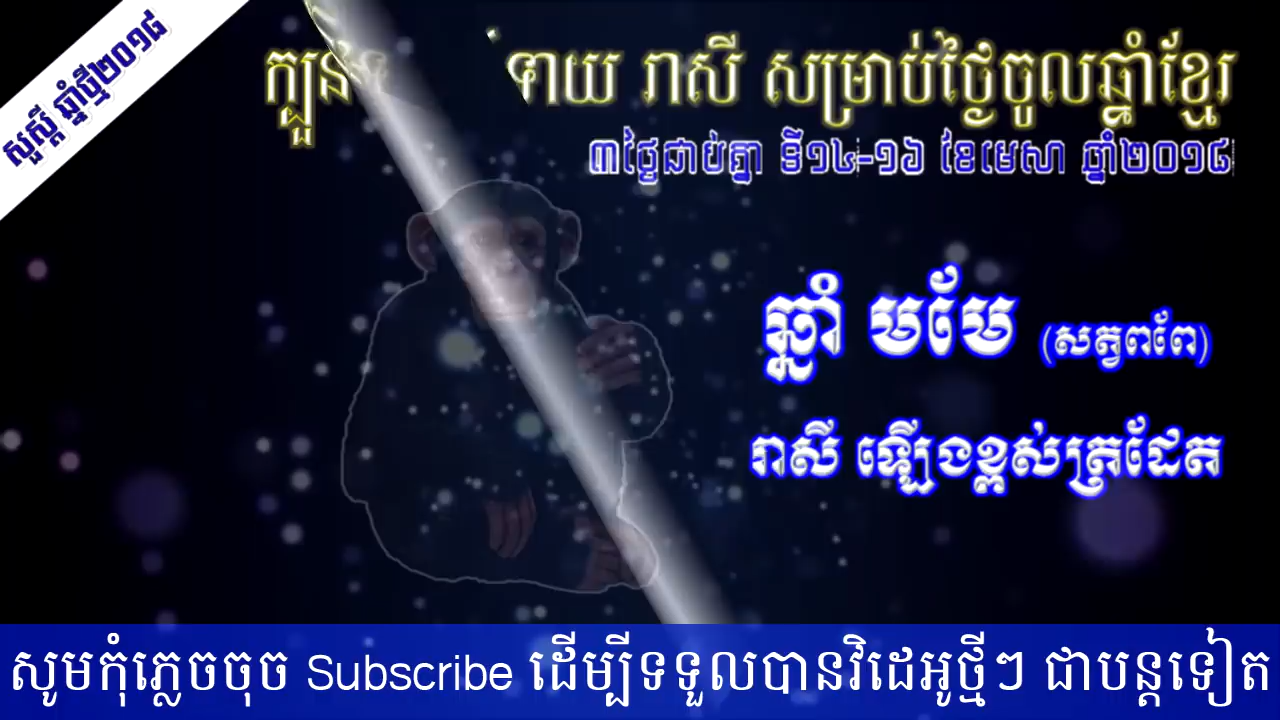 សួស្តី ឆ្នាំថ្មី២០១៨
ទាយ រាសី សម្រាប់ថ្ងៃចូលឆ្នាំខ្មែរ
៣ថ្ងៃជាប់គ្នា ទី១៤-១៦ ខែមេសា ឆ្នាំ២០១៨
ឆ្នាំ មមែ (សត្វពពែ)
រាសី ឡើងខ្ពស់ត្រដែត
សូមកុំភ្លេចចុច Subscribe ដើម្បីទទួលបានវិដេអូថ្មីៗ ជាបន្តទៀត